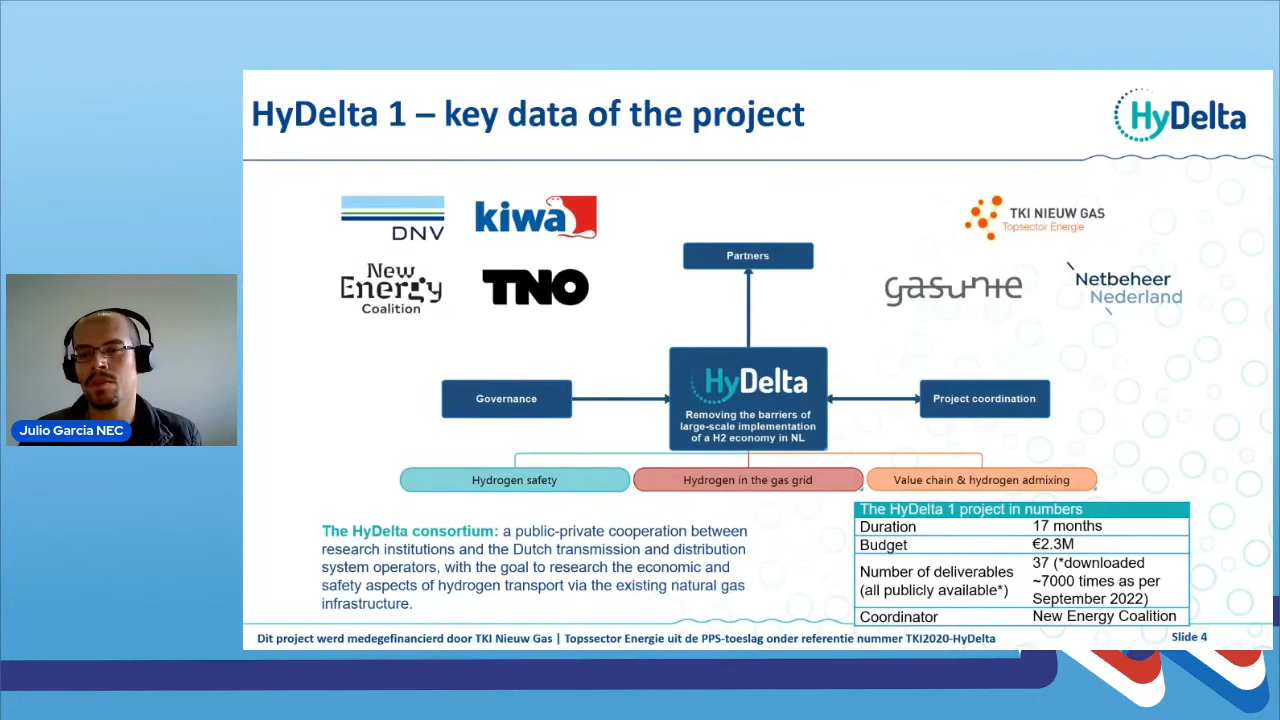 HyDelta 1 – key data of the project
HyDelta
DNV
kiwa
New
Energy
Coalition
TNO
Partners
TKI NIEUW GAS
Topsector Energie
gasunie
Netbeheer
Nederland
Governance
HyDelta
Removing the barriers of
large-scale implementation
of a H2 economy in NL
Project coordination
Julio Garcia NEC
Hydrogen safety
Hydrogen in the gas grid
Value chain & hydrogen admixing
The HyDelta consortium: a public-private cooperation between
research institutions and the Dutch transmission and distribution
system operators, with the goal to research the economic and
safety aspects of hydrogen transport via the existing natural gas
infrastructure.
The HyDelta 1 project in numbers
Duration 17 months
Budget €2.3M
Number of deliverables
(all publicly available*)
37 (*downloaded
~7000 times as per
September 2022)
Coordinator New Energy Coalition
Dit project werd medegefinancierd door TKI Nieuw Gas | Topssector Energie uit de PPS-toeslag onder referentie nummer TKI2020-HyDelta
Slide 4